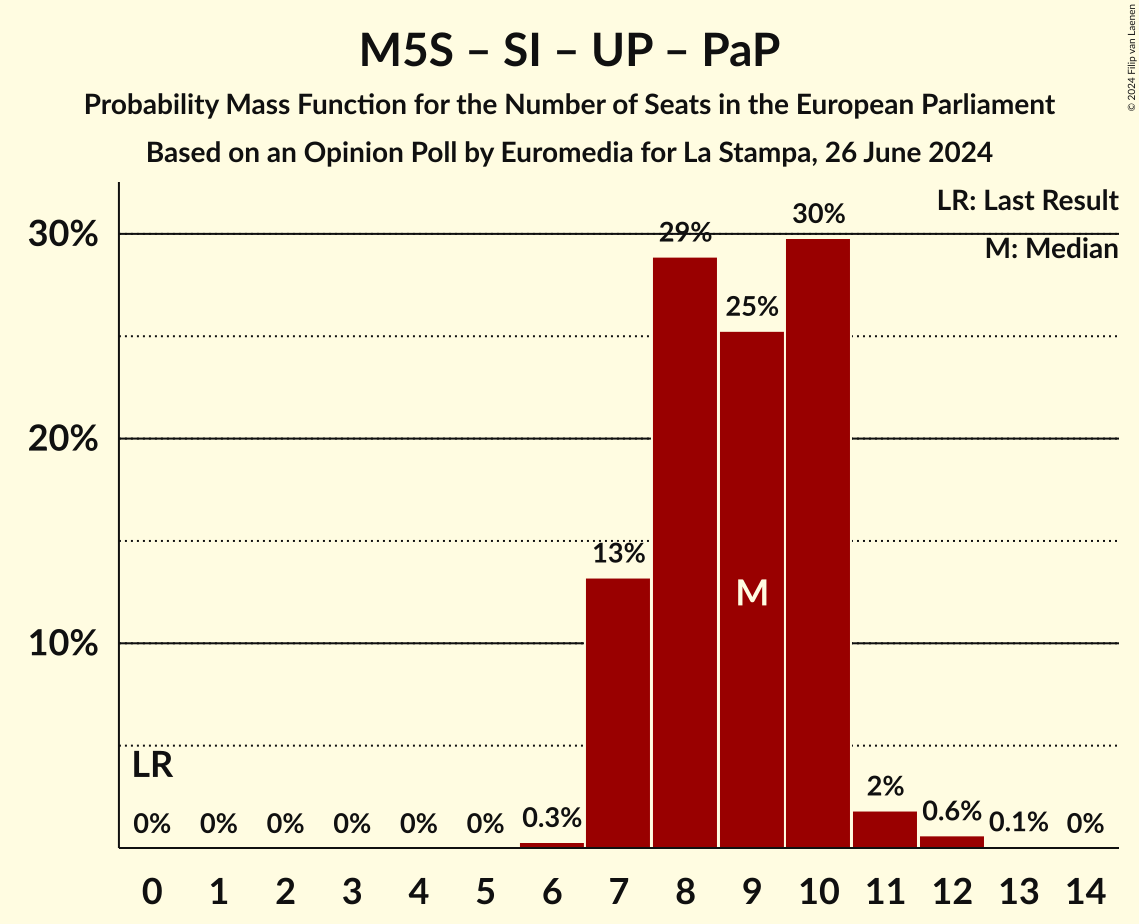 M5S – SI – UP – PaP
Probability Mass Function for the Number of Seats in the European Parliament
Based on an Opinion Poll by Euromedia for La Stampa, 26 June 2024
© 2024 Filip van Laenen
LR: Last Result
M: Median
30%
20%
10%
30%
29%
25%
13%
M
LR
0% 0% 0% 0% 0% 0% 0.3% 2% 0.6% 0.1% 0%
0 1 2 3 4 5 6 7 8 9 10 11 12 13 14